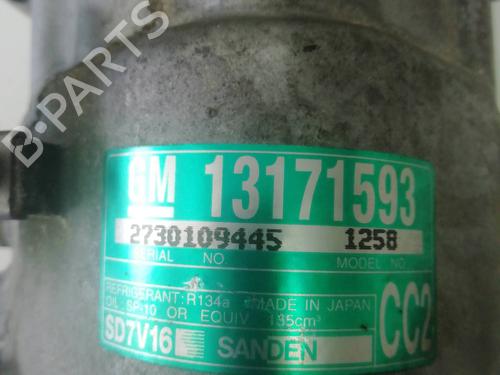 GM 13171593
2730109445 1258
SERIAL NO. MODEL NO.
REFRIGERANT:R134a MADE IN JAPAN
OIL SP-10 OR EQUIV 135cm³
CC2
SD7V16 SANDEN
B-PARTS